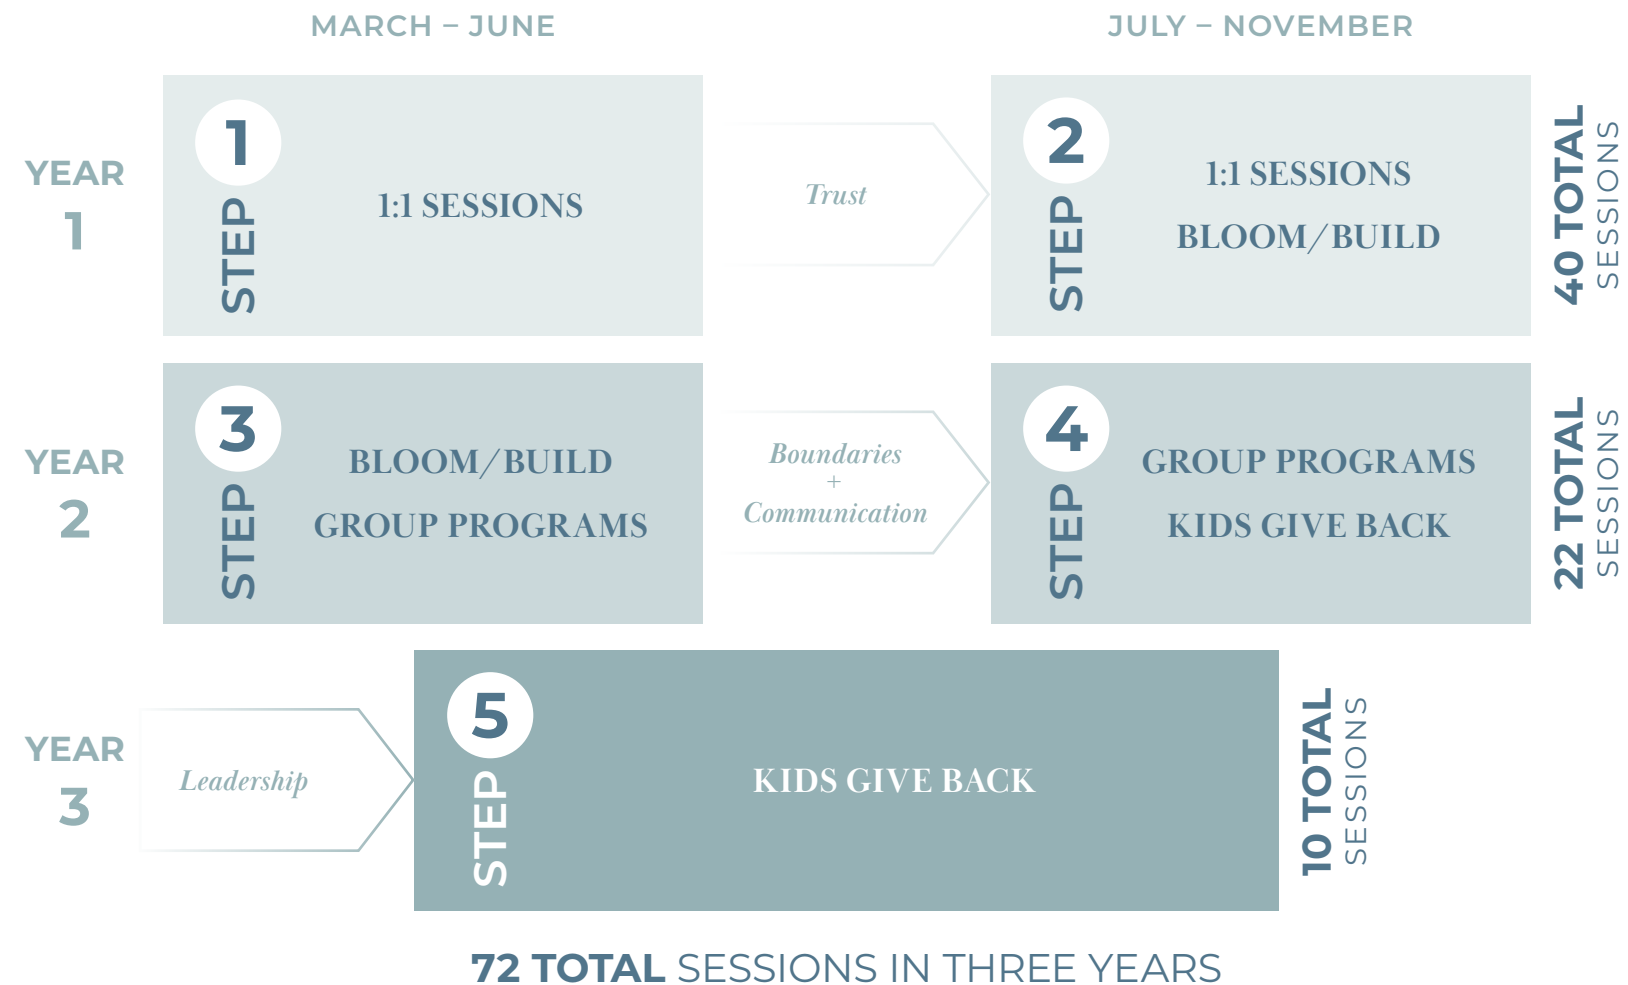 MARCH – JUNE
JULY – NOVEMBER
YEAR
1
1
STEP
1:1 SESSIONS
Trust
2
STEP
1:1 SESSIONS
BLOOM/BUILD
40 TOTAL
SESSIONS
YEAR
2
3
STEP
BLOOM/BUILD
GROUP PROGRAMS
Boundaries
+
Communication
4
STEP
GROUP PROGRAMS
KIDS GIVE BACK
22 TOTAL
SESSIONS
YEAR
3
Leadership
5
STEP
KIDS GIVE BACK
10 TOTAL
SESSIONS
72 TOTAL SESSIONS IN THREE YEARS